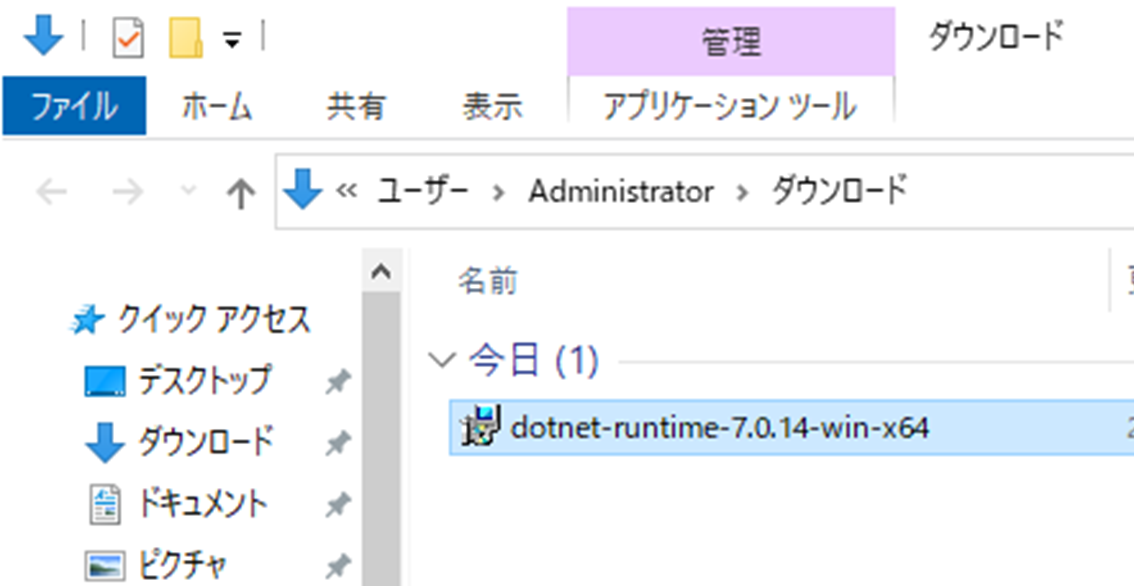 管理
ダウンロード
ファイル ホーム 共有 表示 アプリケーション ツール
« ユーザー > Administrator > ダウンロード
名前
クイック アクセス
今日 (1)
デスクトップ
dotnet-runtime-7.0.14-win-x64
ダウンロード
ドキュメント
ピクチャ